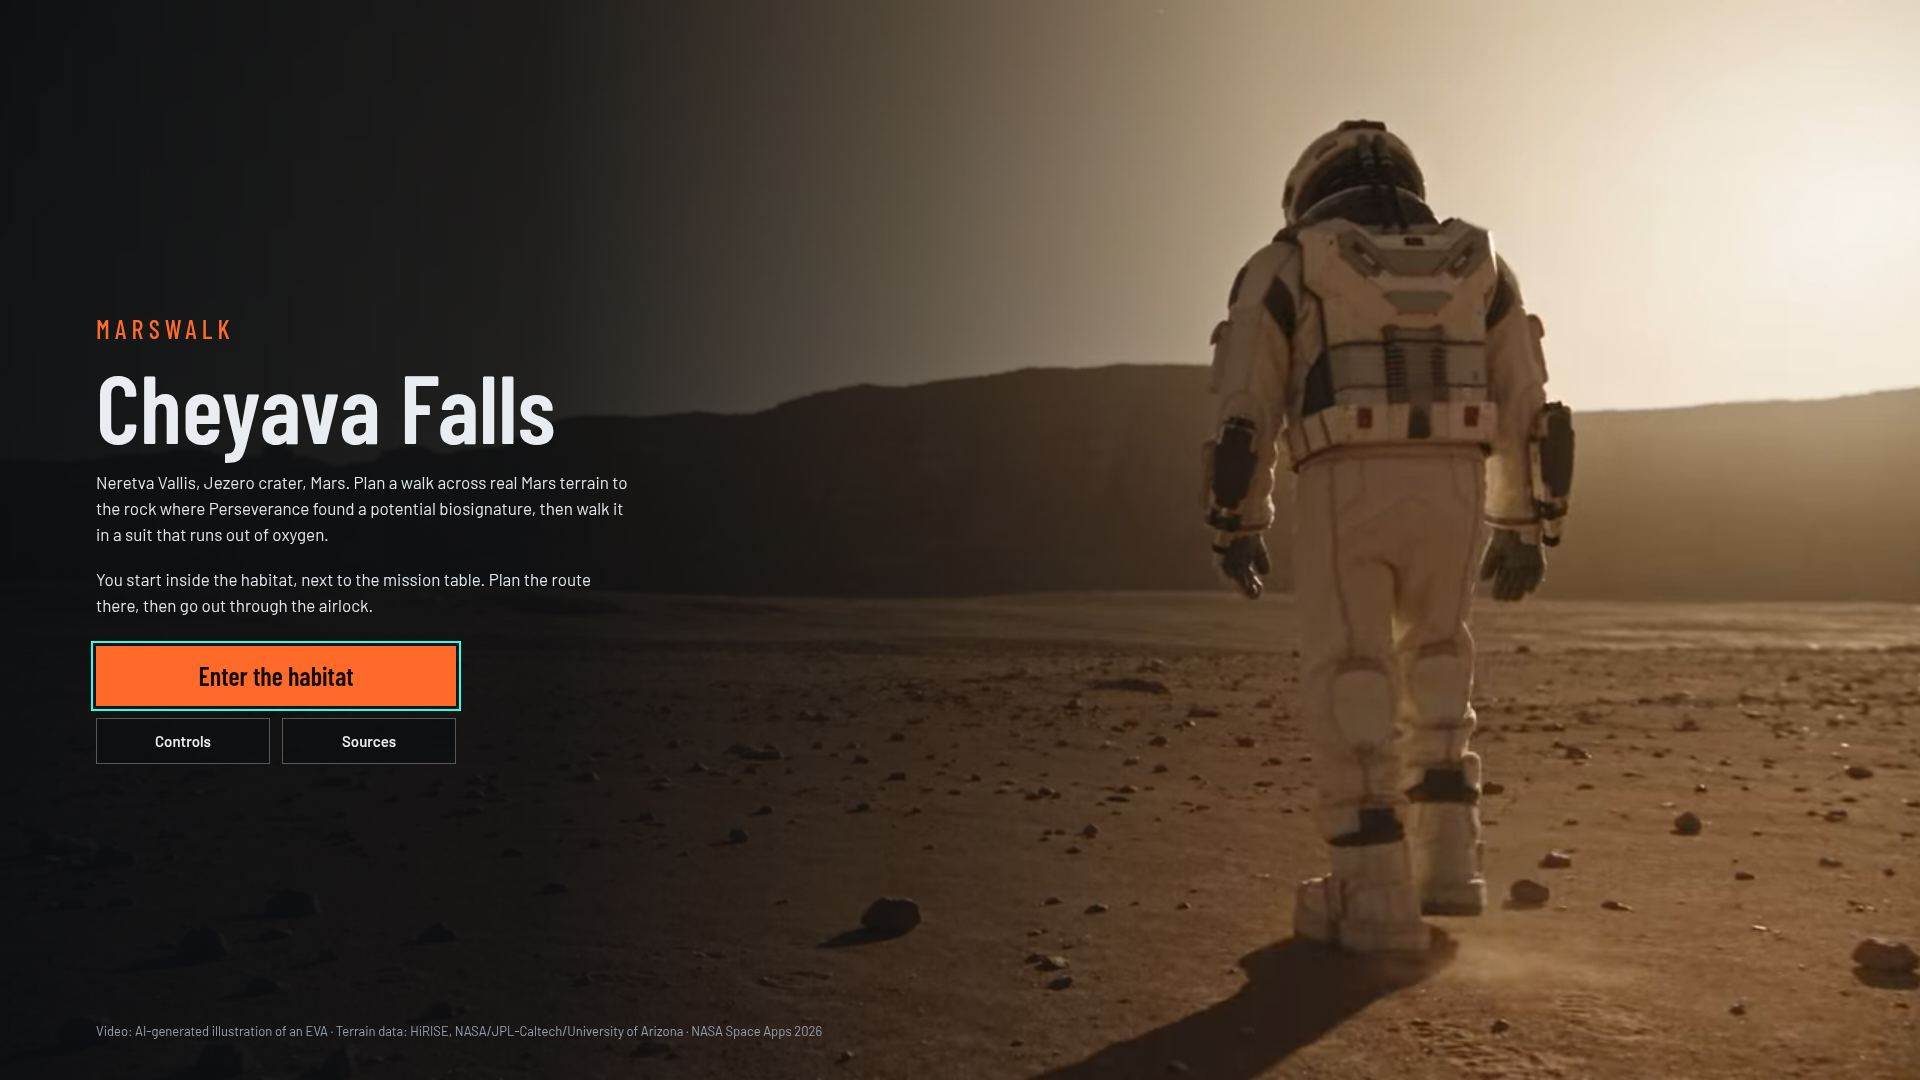 MARSWALK
Cheyava Falls
Neretva Vallis, Jezero crater, Mars. Plan a walk across real Mars terrain to
the rock where Perseverance found a potential biosignature, then walk it
in a suit that runs out of oxygen.
You start inside the habitat, next to the mission table. Plan the route
there, then go out through the airlock.
Enter the habitat
Controls
Sources
Video: AI-generated illustration of an EVA · Terrain data: HiRISE, NASA/JPL-Caltech/University of Arizona · NASA Space Apps 2026